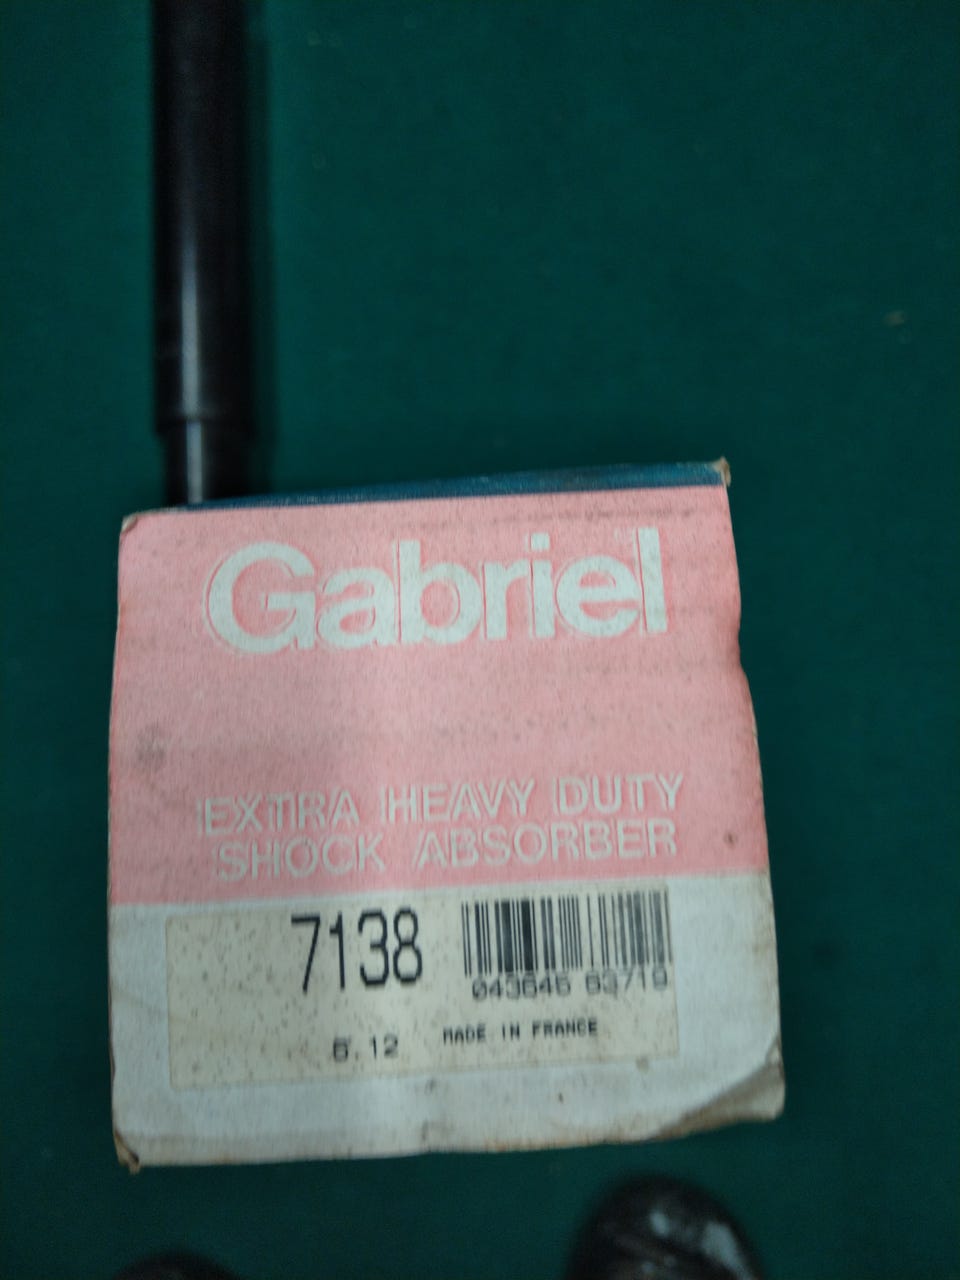 Gabriel
EXTRA HEAVY DUTY
SHOCK ABSORBER
7138
043646 63719
6.12 MADE IN FRANCE